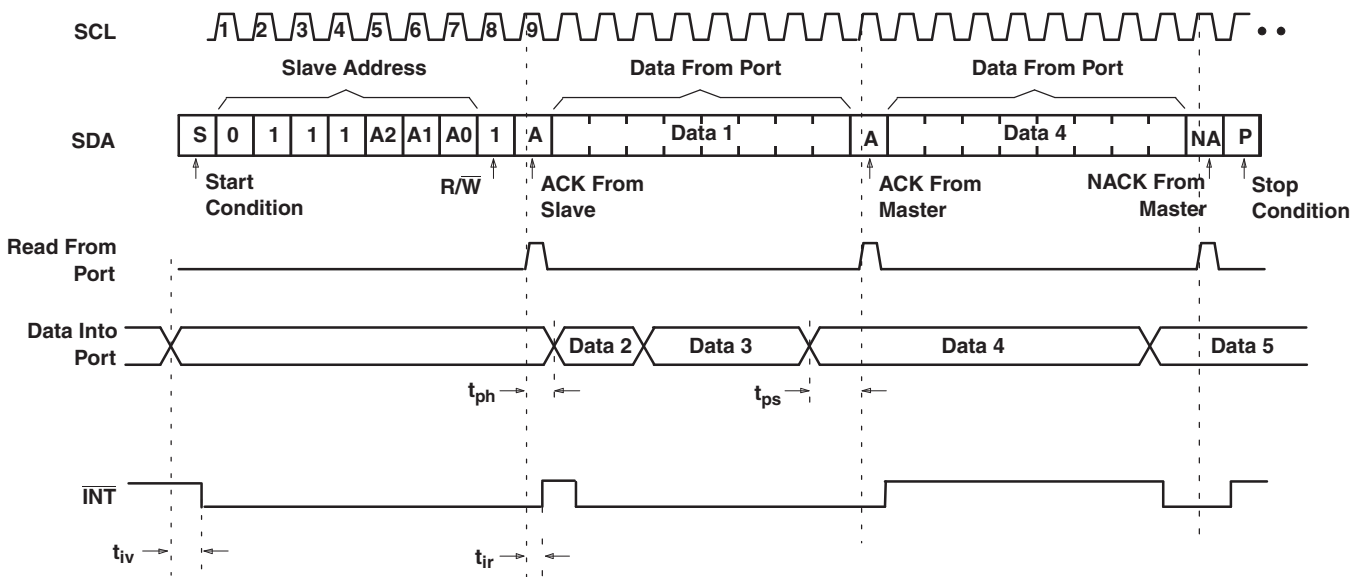 SCL
1 2 3 4 5 6 7 8 9
Slave Address
Data From Port
Data From Port
SDA
S 0 1 1 1 A2 A1 A0 1 A Data 1 A Data 4 NA P
Start
Condition
R/W
ACK From
Slave
ACK From
Master
NACK From
Master
Stop
Condition
Read From
Port
Data Into
Port
Data 2 Data 3 Data 4 Data 5
tph
tps
INT
tiv
tir